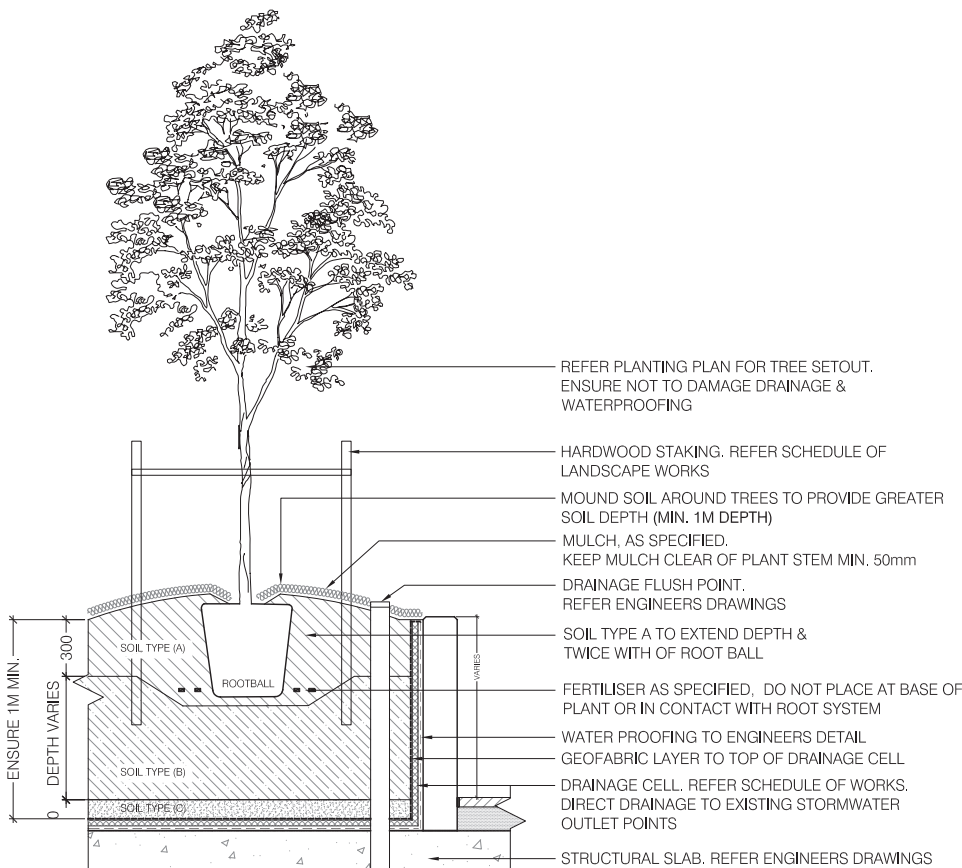 REFER PLANTING PLAN FOR TREE SETOUT.
ENSURE NOT TO DAMAGE DRAINAGE &
WATERPROOFING
HARDWOOD STAKING. REFER SCHEDULE OF
LANDSCAPE WORKS
MOUND SOIL AROUND TREES TO PROVIDE GREATER
SOIL DEPTH (MIN. 1M DEPTH)
MULCH, AS SPECIFIED.
KEEP MULCH CLEAR OF PLANT STEM MIN. 50mm
DRAINAGE FLUSH POINT.
REFER ENGINEERS DRAWINGS
SOIL TYPE A TO EXTEND DEPTH &
TWICE WITH OF ROOT BALL
FERTILISER AS SPECIFIED, DO NOT PLACE AT BASE OF
PLANT OR IN CONTACT WITH ROOT SYSTEM
WATER PROOFING TO ENGINEERS DETAIL
GEOFABRIC LAYER TO TOP OF DRAINAGE CELL
DRAINAGE CELL. REFER SCHEDULE OF WORKS.
DIRECT DRAINAGE TO EXISTING STORMWATER
OUTLET POINTS
STRUCTURAL SLAB. REFER ENGINEERS DRAWINGS
ENSURE 1M MIN.
300
DEPTH VARIES
0
SOIL TYPE (A)
ROOTBALL
SOIL TYPE (B)
SOIL TYPE (C)
VARIES